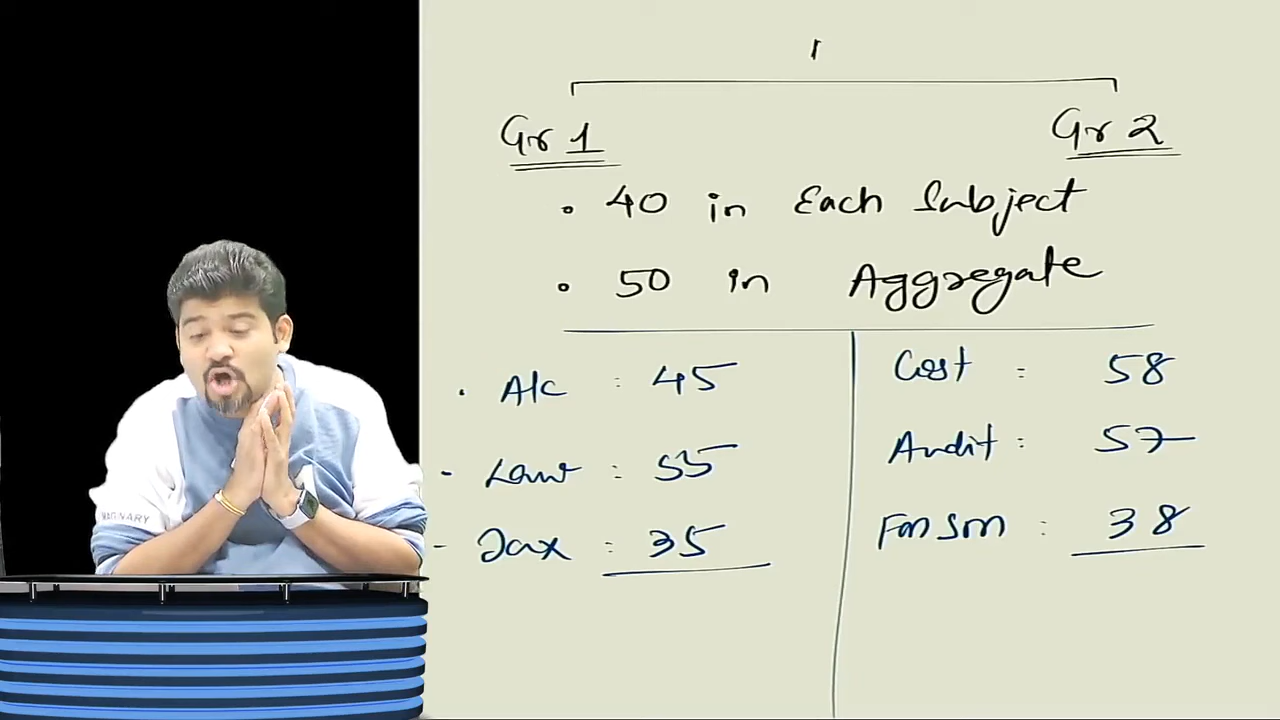 Gr 1
Gr 2
• 40 in Each Subject
• 50 in Aggregate
• A/c : 45
- Law : 55
- Tax : 35
Cost : 58
Audit : 57
Fm Sm : 38
IMAGINARY